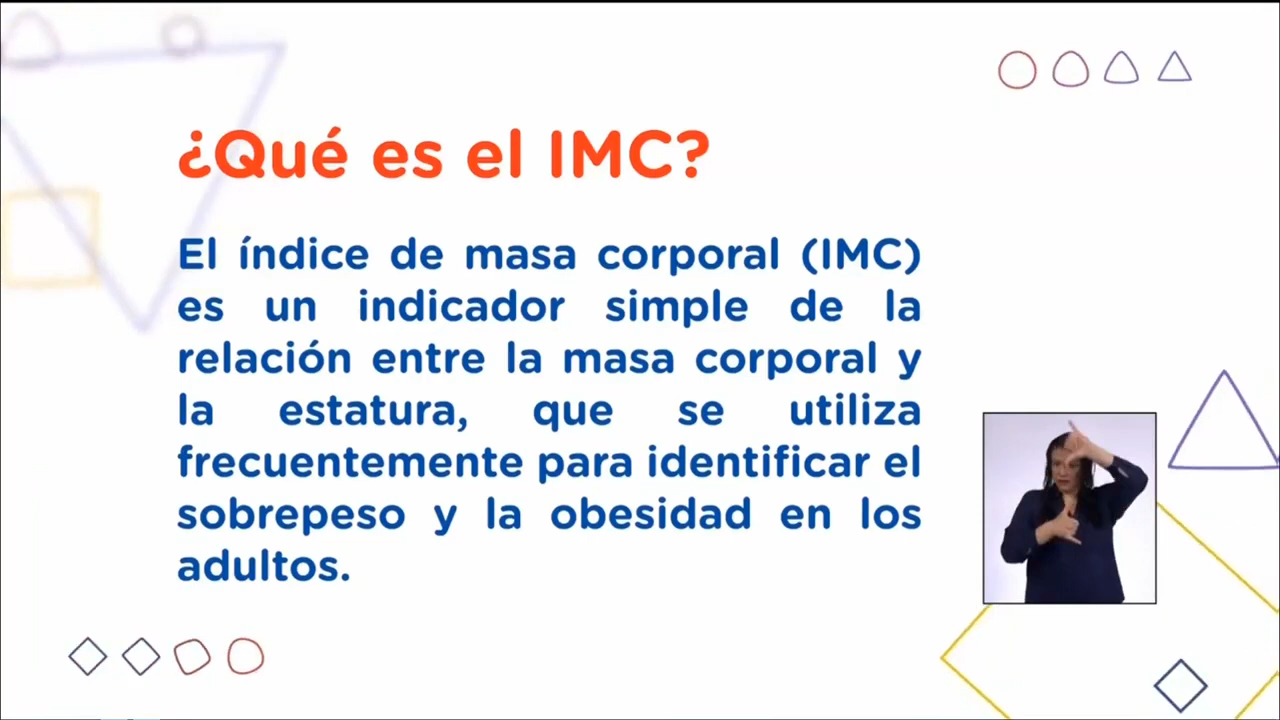 ¿Qué es el IMC?
El índice de masa corporal (IMC)
es un indicador simple de la
relación entre la masa corporal y
la estatura, que se utiliza
frecuentemente para identificar el
sobrepeso y la obesidad en los
adultos.